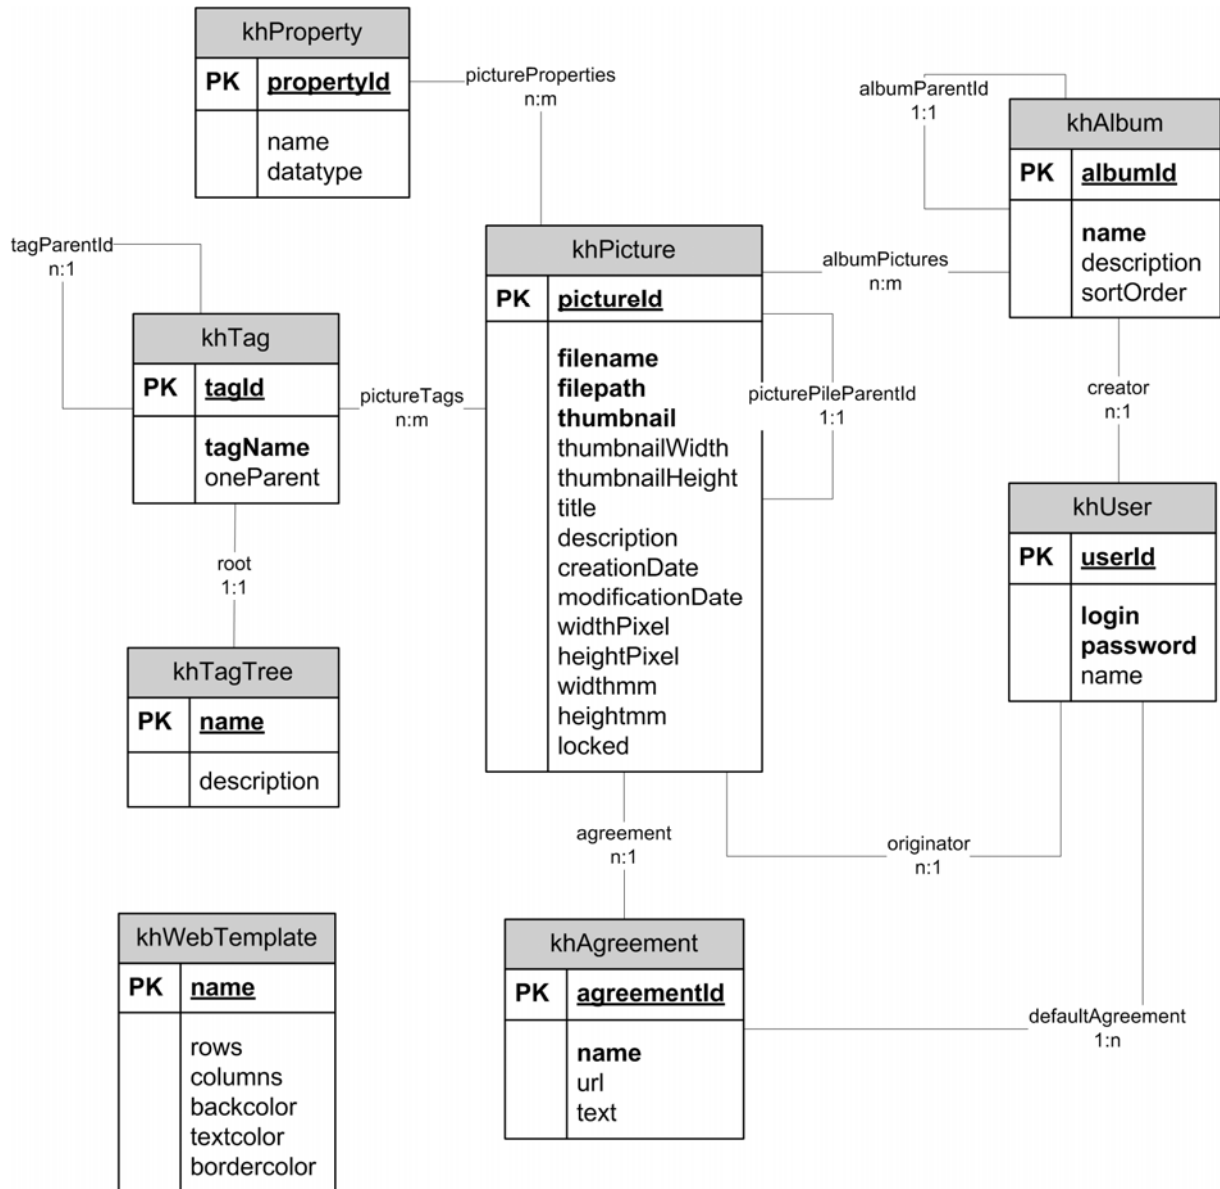 khProperty
PK propertyId
name
datatype
pictureProperties
n:m
albumParentId
1:1
khAlbum
PK albumId
name
description
sortOrder
tagParentId
n:1
khTag
PK tagId
tagName
oneParent
pictureTags
n:m
khPicture
PK pictureId
filename
filepath
thumbnail
thumbnailWidth
thumbnailHeight
title
description
creationDate
modificationDate
widthPixel
heightPixel
widthmm
heightmm
locked
albumPictures
n:m
picturePileParentId
1:1
creator
n:1
khUser
PK userId
login
password
name
root
1:1
khTagTree
PK name
description
agreement
n:1
originator
n:1
khWebTemplate
PK name
rows
columns
backcolor
textcolor
bordercolor
khAgreement
PK agreementId
name
url
text
defaultAgreement
1:n